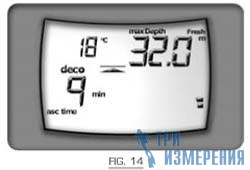 maxDepth Fresh
18 °C 32.0 m
deco
9 min
asc time
FIG. 14
ТРИ
ИЗМЕРЕНИЯ